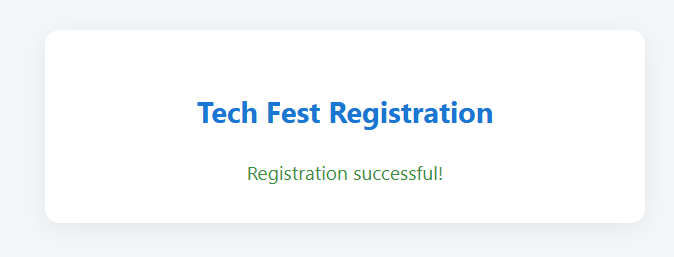 Tech Fest Registration
Registration successful!